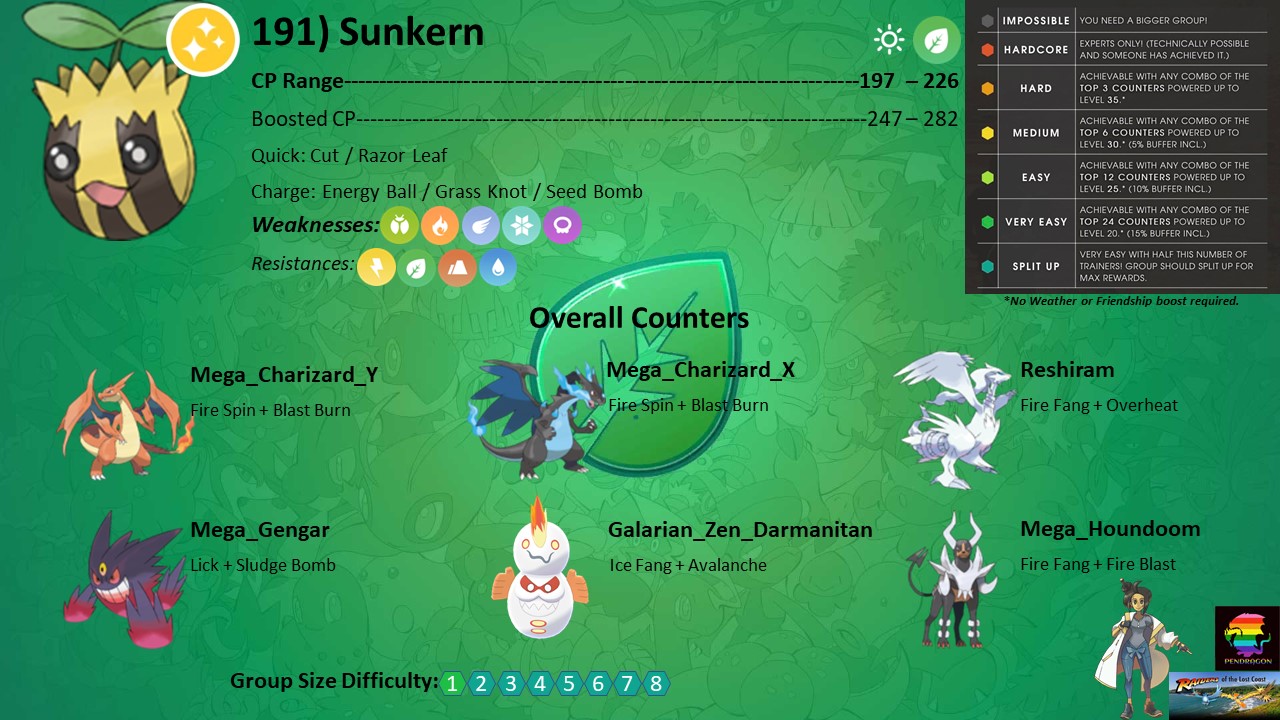 191) Sunkern
CP Range--------------------------------------------------------------------------197 – 226
Boosted CP-------------------------------------------------------------------------247 – 282
Quick: Cut / Razor Leaf
Charge: Energy Ball / Grass Knot / Seed Bomb
Weaknesses:
Resistances:
IMPOSSIBLE YOU NEED A BIGGER GROUP!
HARDCORE EXPERTS ONLY! (TECHNICALLY POSSIBLE
AND SOMEONE HAS ACHIEVED IT.)
HARD ACHIEVABLE WITH ANY COMBO OF THE
TOP 3 COUNTERS POWERED UP TO
LEVEL 35.*
MEDIUM ACHIEVABLE WITH ANY COMBO OF THE
TOP 6 COUNTERS POWERED UP TO
LEVEL 30.* (5% BUFFER INCL.)
EASY ACHIEVABLE WITH ANY COMBO OF THE
TOP 12 COUNTERS POWERED UP TO
LEVEL 25.* (10% BUFFER INCL.)
VERY EASY ACHIEVABLE WITH ANY COMBO OF THE
TOP 24 COUNTERS POWERED UP TO
LEVEL 20.* (15% BUFFER INCL.)
SPLIT UP VERY EASY WITH HALF THIS NUMBER OF
TRAINERS! GROUP SHOULD SPLIT UP FOR
MAX REWARDS.
*No Weather or Friendship boost required.
Overall Counters
Mega_Charizard_Y
Fire Spin + Blast Burn
Mega_Charizard_X
Fire Spin + Blast Burn
Reshiram
Fire Fang + Overheat
Mega_Gengar
Lick + Sludge Bomb
Galarian_Zen_Darmanitan
Ice Fang + Avalanche
Mega_Houndoom
Fire Fang + Fire Blast
PENDRAGON
RAIDERS of the Lost Coast
Group Size Difficulty: 1 2 3 4 5 6 7 8